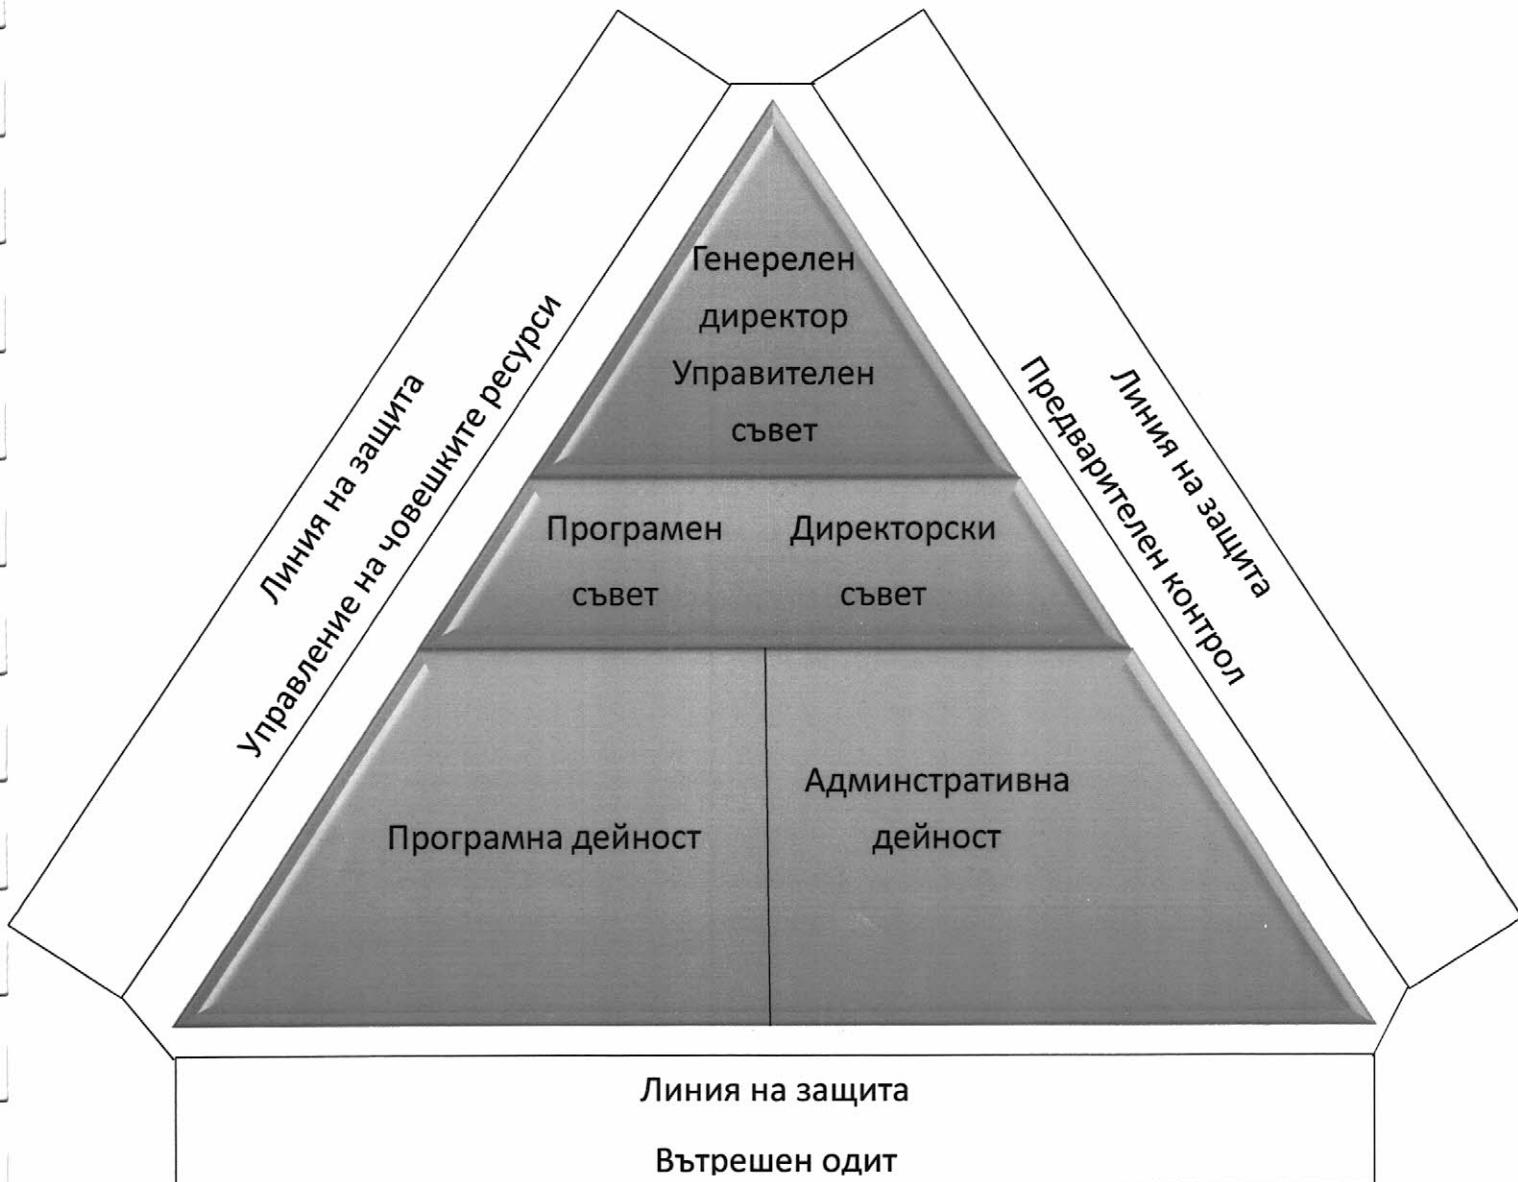 Линия на защита
Управление на човешките ресурси
Линия на защита
Предварителен контрол
Генерелен
директор
Управителен
съвет
Програмен
съвет
Директорски
съвет
Програмна дейност
Админстративна
дейност
Линия на защита
Вътрешен одит